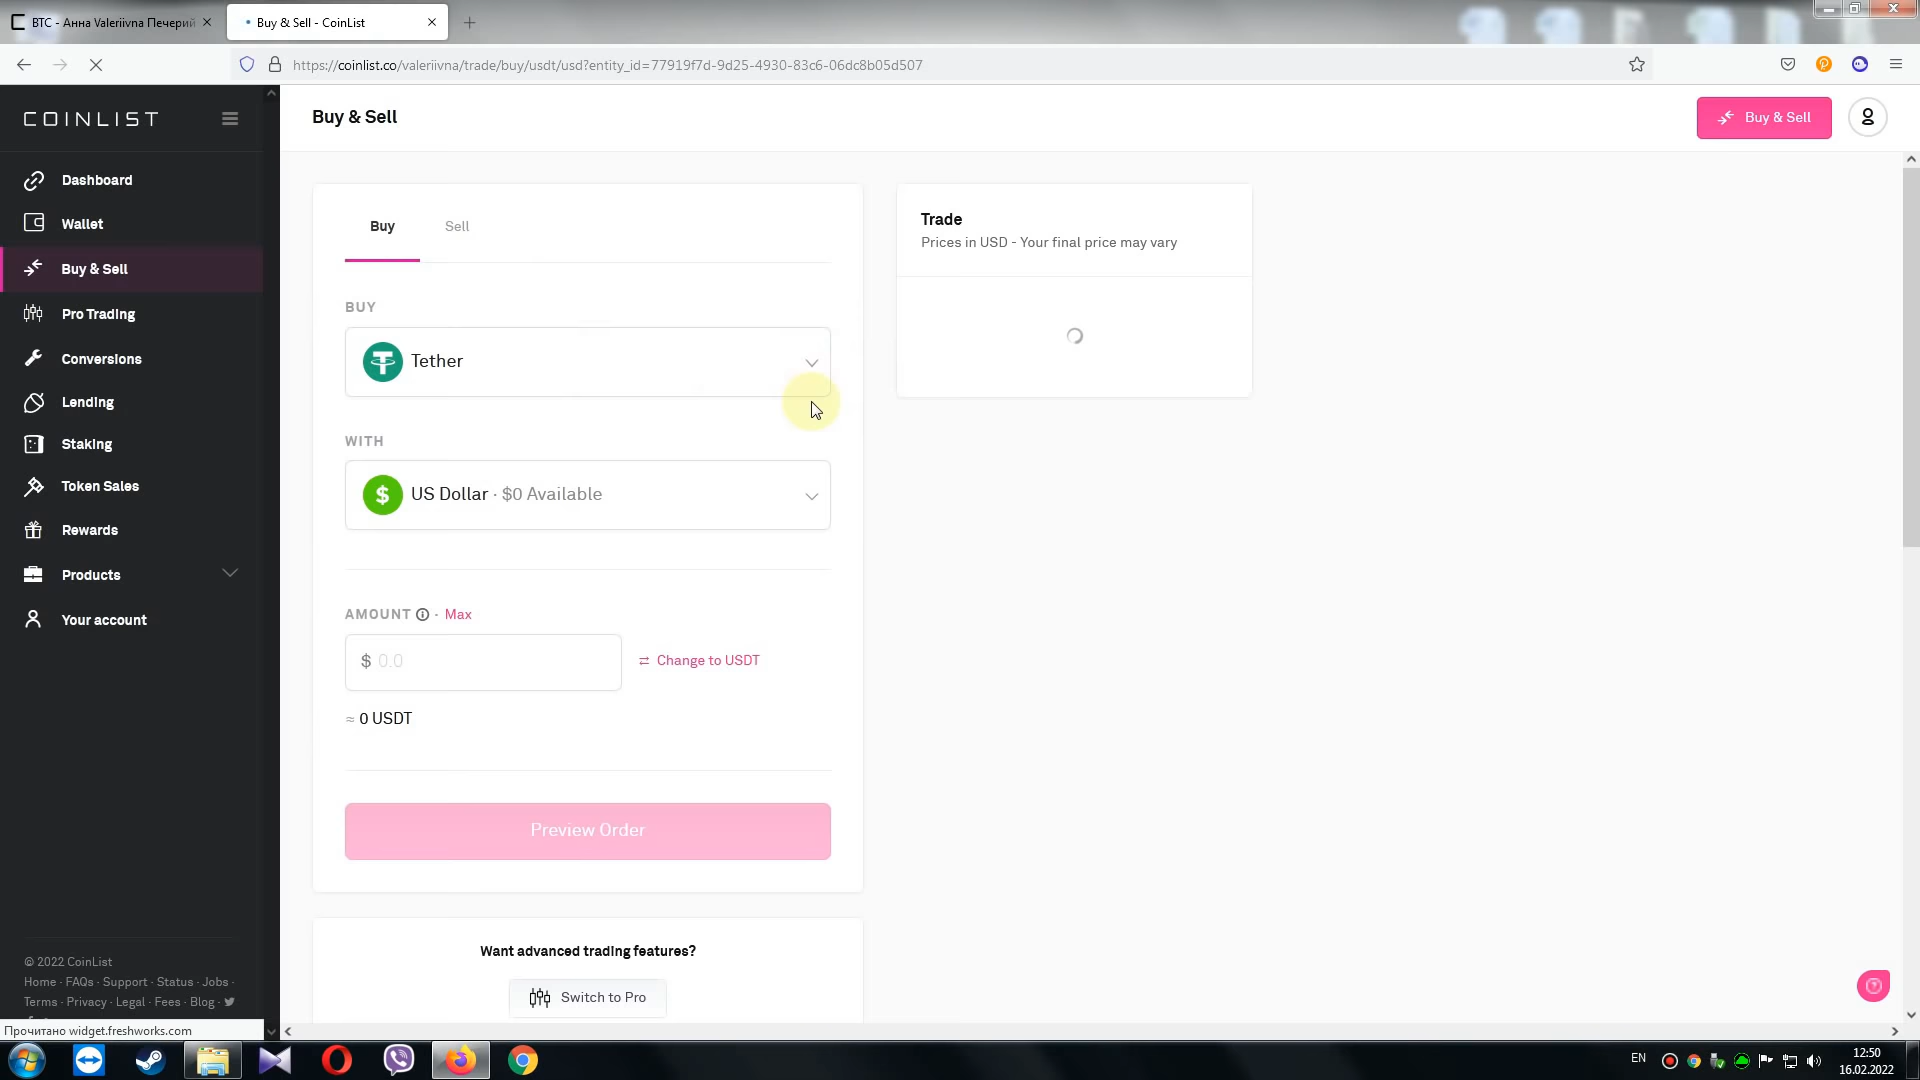 BTC - Анна Valeriivna Печерий
Buy & Sell - CoinList
https://coinlist.co/valeriivna/trade/buy/usdt/usd?entity_id=77919f7d-9d25-4930-83c6-06dc8b05d507
COINLIST
Buy & Sell
Buy & Sell
Dashboard
Wallet
Buy & Sell
Pro Trading
Conversions
Lending
Staking
Token Sales
Rewards
Products
Your account
Buy
Sell
BUY
Tether
WITH
$ US Dollar · $0 Available
AMOUNT · Max
$ 0.0
Change to USDT
≈ 0 USDT
Preview Order
Want advanced trading features?
Switch to Pro
Trade
Prices in USD - Your final price may vary
© 2022 CoinList
Home · FAQs · Support · Status · Jobs ·
Terms · Privacy · Legal · Fees · Blog ·
Прочитано widget.freshworks.com
EN
12:50
16.02.2022